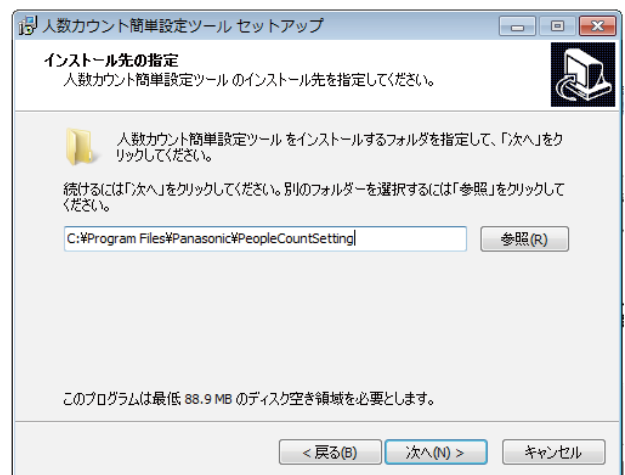 人数カウント簡単設定ツール セットアップ
インストール先の指定
人数カウント簡単設定ツール のインストール先を指定してください。
人数カウント簡単設定ツール をインストールするフォルダを指定して、「次へ」をク
リックしてください。
続けるには「次へ」をクリックしてください。別のフォルダーを選択するには「参照」をクリックして
ください。
C:¥Program Files¥Panasonic¥PeopleCountSetting
参照(R)
このプログラムは最低 88.9 MB のディスク空き領域を必要とします。
< 戻る(B) 次へ(N) > キャンセル